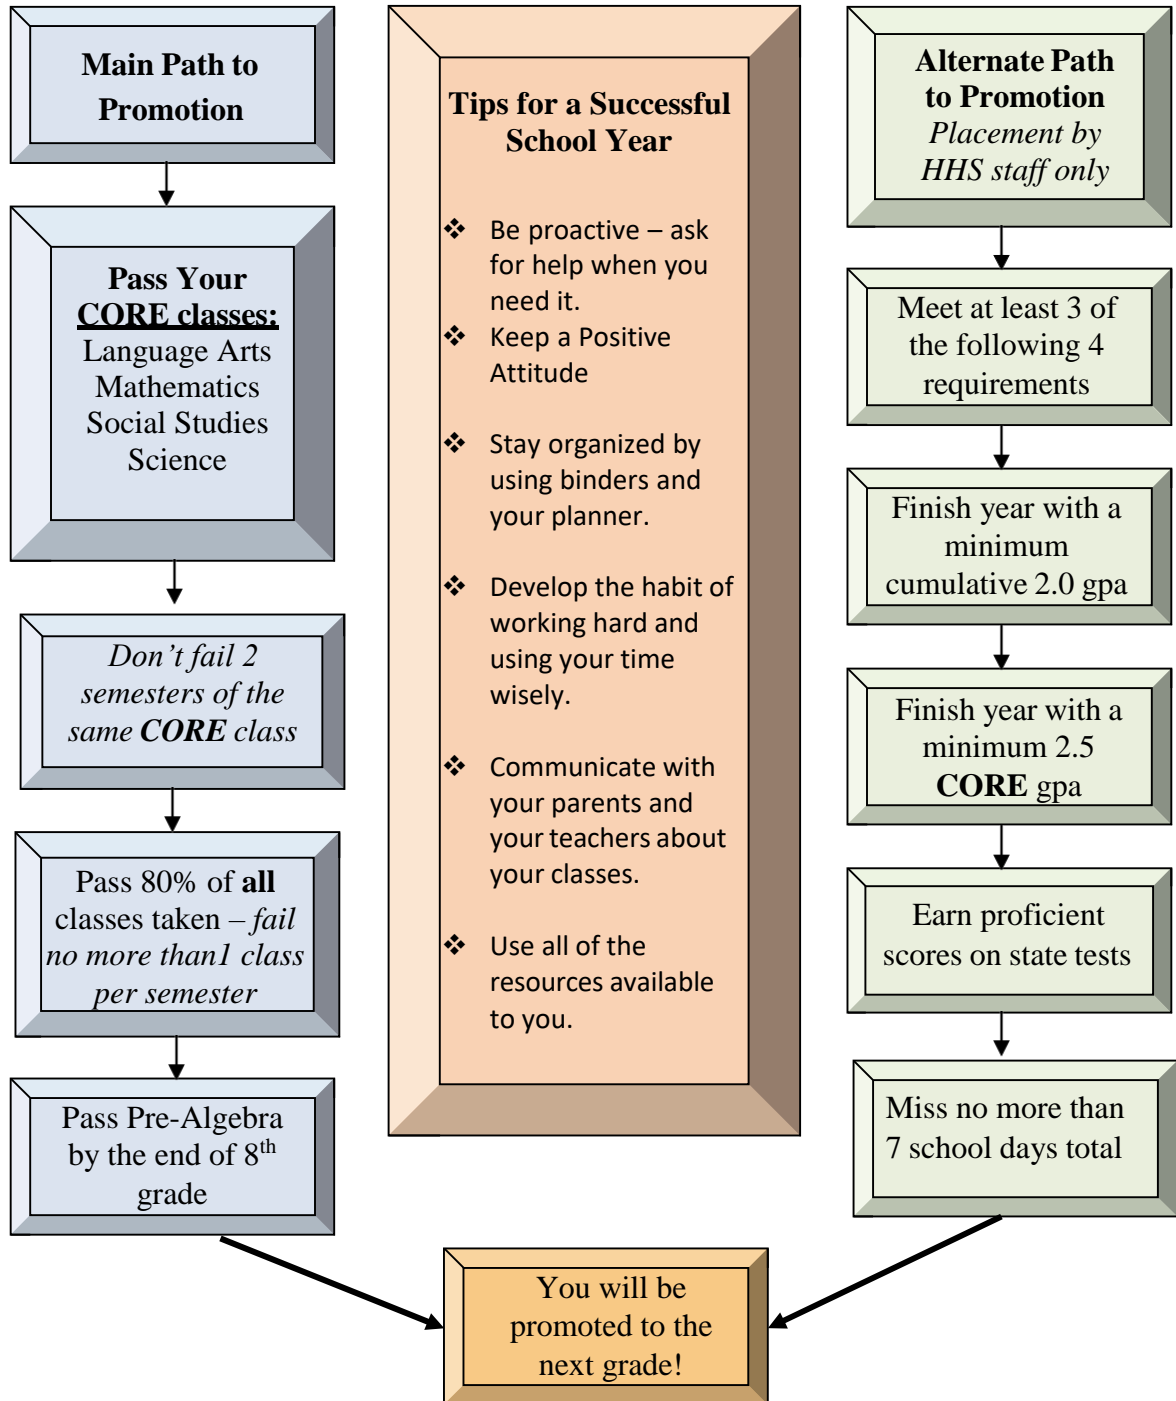 Main Path to
Promotion
Pass Your
CORE classes:
Language Arts
Mathematics
Social Studies
Science
Don’t fail 2
semesters of the
same CORE class
Pass 80% of all
classes taken – fail
no more than1 class
per semester
Pass Pre-Algebra
by the end of 8th
grade
Tips for a Successful
School Year
❖ Be proactive – ask
for help when you
need it.
❖ Keep a Positive
Attitude
❖ Stay organized by
using binders and
your planner.
❖ Develop the habit of
working hard and
using your time
wisely.
❖ Communicate with
your parents and
your teachers about
your classes.
❖ Use all of the
resources available
to you.
Alternate Path
to Promotion
Placement by
HHS staff only
Meet at least 3 of
the following 4
requirements
Finish year with a
minimum
cumulative 2.0 gpa
Finish year with a
minimum 2.5
CORE gpa
Earn proficient
scores on state tests
Miss no more than
7 school days total
You will be
promoted to the
next grade!